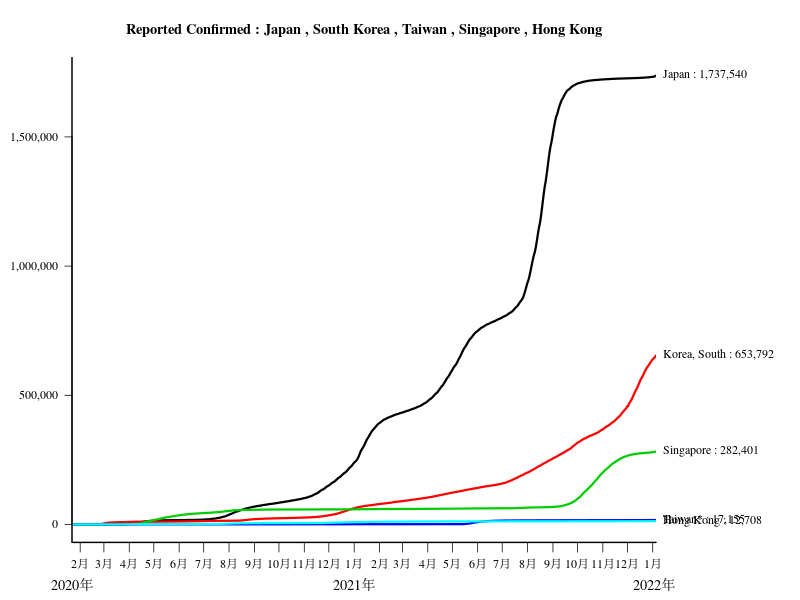 Reported Confirmed : Japan , South Korea , Taiwan , Singapore , Hong Kong
Japan : 1,737,540
1,500,000
1,000,000
Korea, South : 653,792
500,000
Singapore : 282,401
Hong Kong : 12,708
0
2月 3月 4月 5月 6月 7月 8月 9月 10月 11月 12月 1月 2月 3月 4月 5月 6月 7月 8月 9月 10月 11月 12月 1月
2020年 2021年 2022年